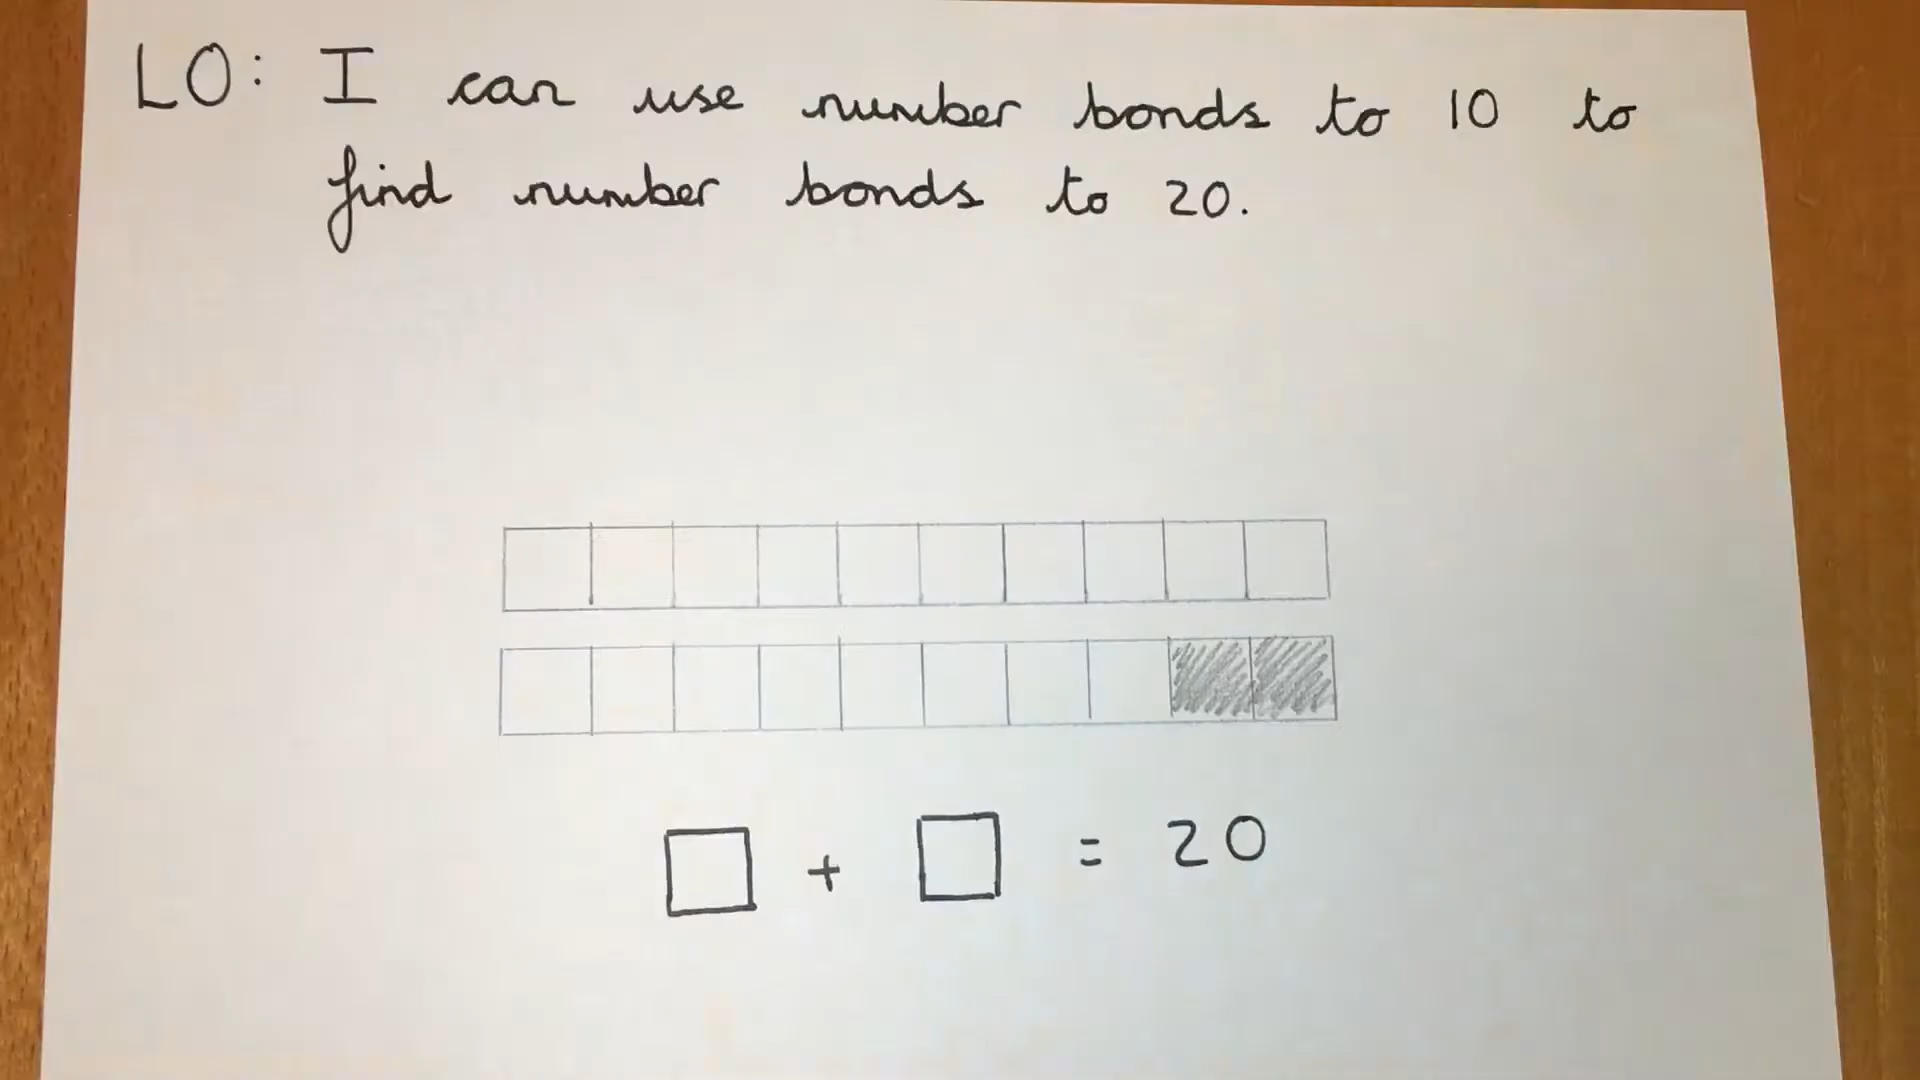 LO: I can use number bonds to 10 to
find number bonds to 20.
+ = 20